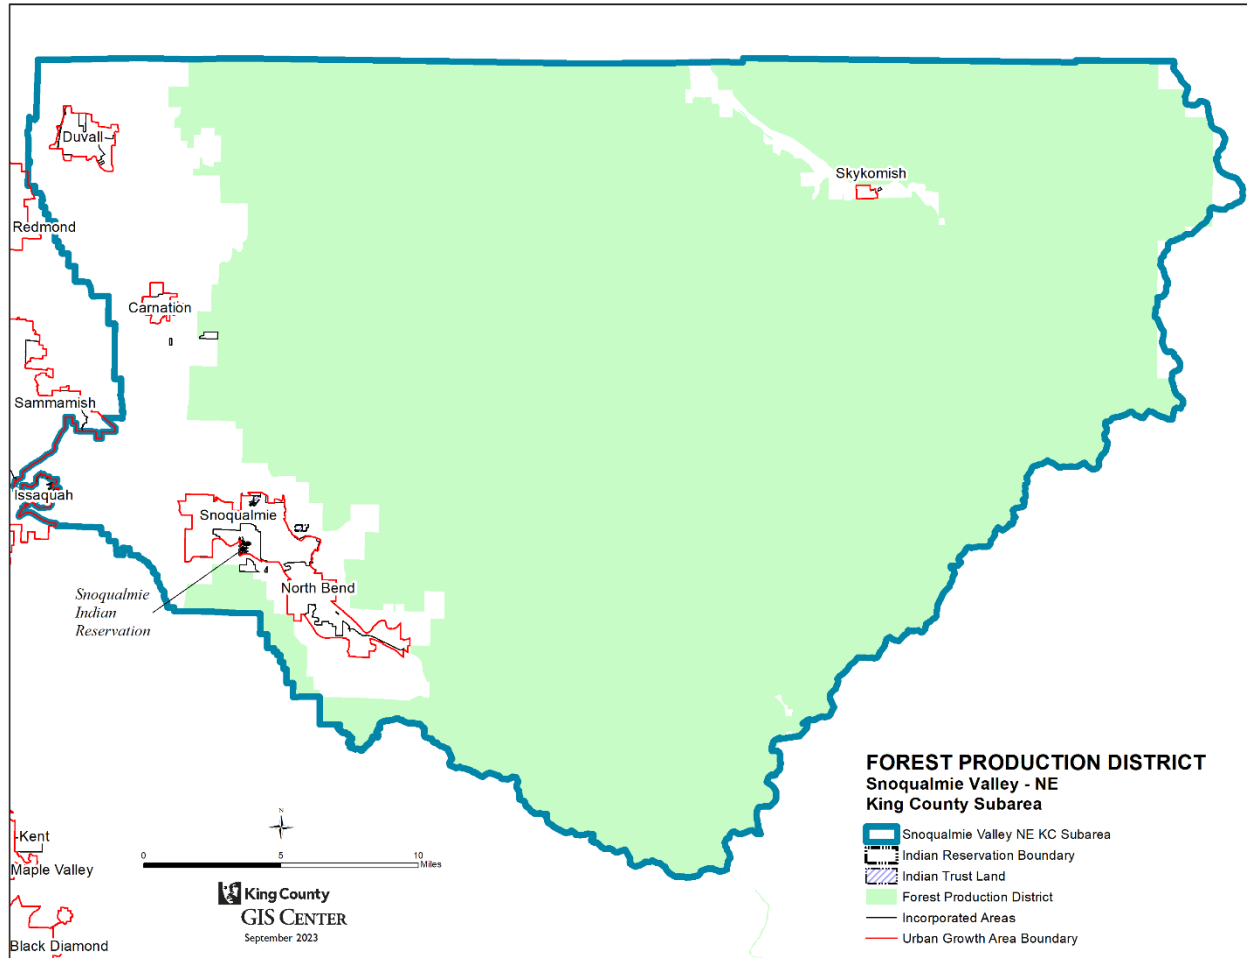 Duvall
Skykomish
Redmond
Carnation
Sammamish
Issaquah
Snoqualmie
North Bend
Snoqualmie
Indian
Reservation
FOREST PRODUCTION DISTRICT
Snoqualmie Valley - NE
King County Subarea
Snoqualmie Valley NE KC Subarea
Indian Reservation Boundary
Indian Trust Land
Forest Production District
Incorporated Areas
Urban Growth Area Boundary
N
0 5 10
Miles
Kent
Maple Valley
Black Diamond
King County
GIS CENTER
September 2023